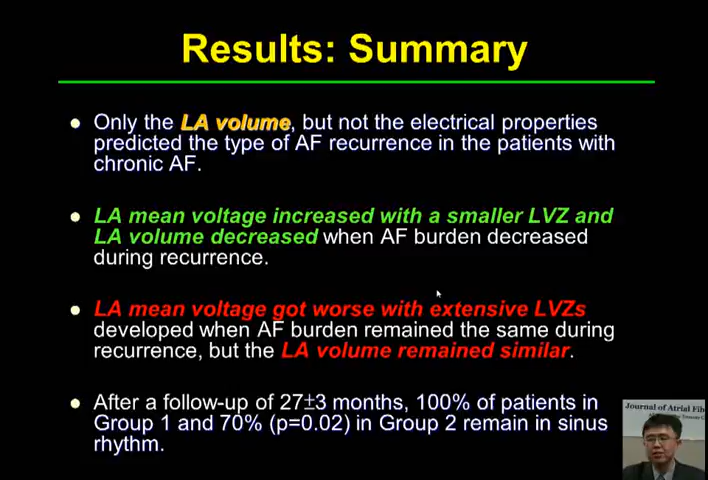 Results: Summary
Only the LA volume, but not the electrical properties
predicted the type of AF recurrence in the patients with
chronic AF.
LA mean voltage increased with a smaller LVZ and
LA volume decreased when AF burden decreased
during recurrence.
LA mean voltage got worse with extensive LVZs
developed when AF burden remained the same during
recurrence, but the LA volume remained similar.
After a follow-up of 27±3 months, 100% of patients in
Group 1 and 70% (p=0.02) in Group 2 remain in sinus
rhythm.
Journal of Atrial Fib